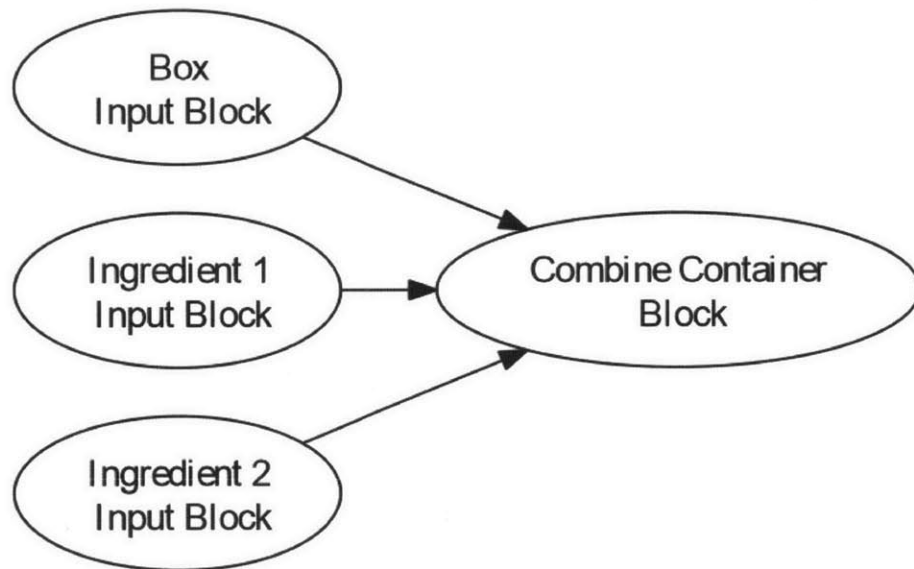 Box
Input Block
Ingredient 1
Input Block
Combine Container
Block
Ingredient 2
Input Block